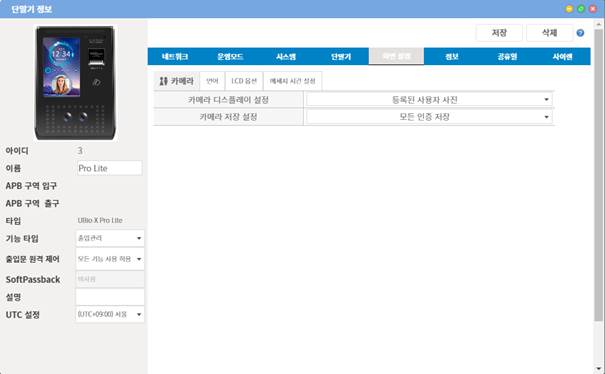 단말기 정보
저장
삭제
네트워크
운영모드
시스템
단말기
화면 설정
정보
공휴일
사이렌
카메라
언어
LCD 옵션
메세지 시간 설정
카메라 디스플레이 설정
등록된 사용자 사진
카메라 저장 설정
모든 인증 저장
12:34
아이디
3
이름
Pro Lite
APB 구역 입구
APB 구역 출구
타입
UBio X Pro Lite
기능 타입
출입관리
출입문 원격 제어
모든 기능 사용 허용
SoftPassback
미사용
설명
UTC 설정
(UTC+09:00) 서울